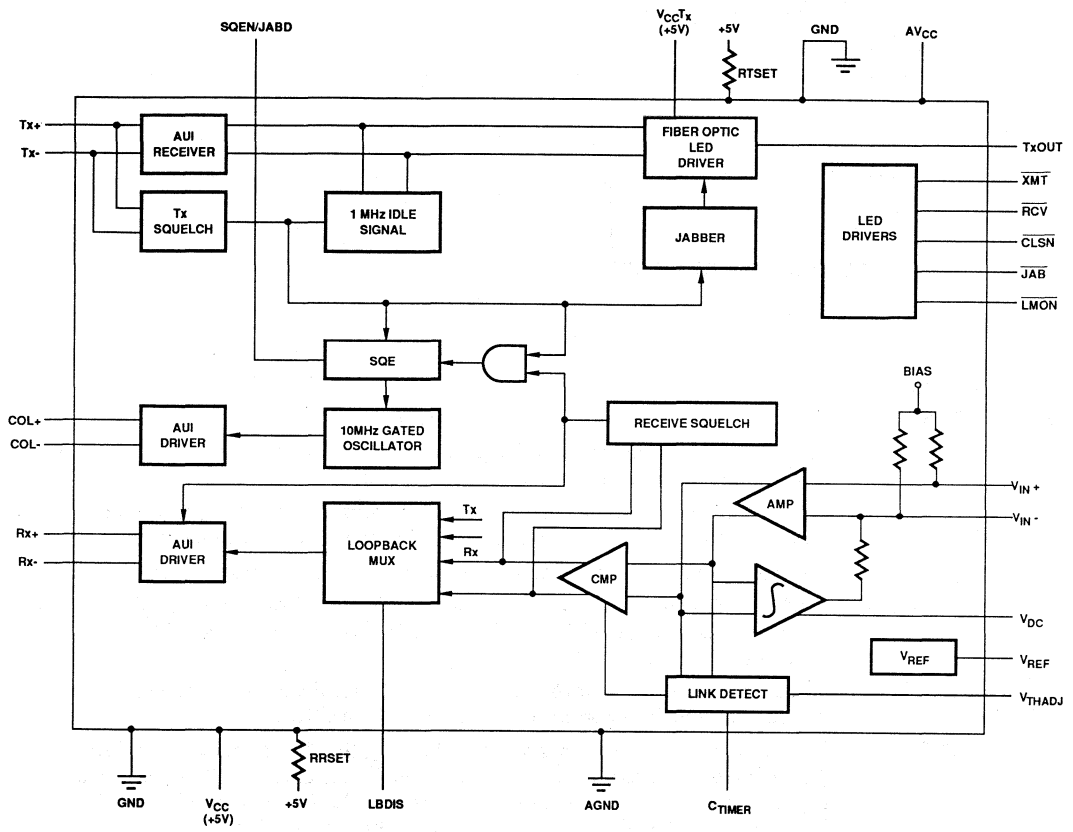 SQEN/JABD
VCCTx
(+5V)
+5V
GND
AVCC
RTSET
Tx+
Tx-
AUI
RECEIVER
FIBER OPTIC
LED
DRIVER
TxOUT
Tx
SQUELCH
1 MHz IDLE
SIGNAL
JABBER
LED
DRIVERS
XMT
RCV
CLSN
JAB
LMON
SQE
BIAS
COL+
COL-
AUI
DRIVER
10MHz GATED
OSCILLATOR
RECEIVE SQUELCH
AMP
VIN +
VIN -
Rx+
Rx-
AUI
DRIVER
LOOPBACK
MUX
Tx
Rx
CMP
∫
VDC
VREF
VREF
LINK DETECT
VTHADJ
RRSET
GND
VCC
(+5V)
+5V
LBDIS
AGND
CTIMER